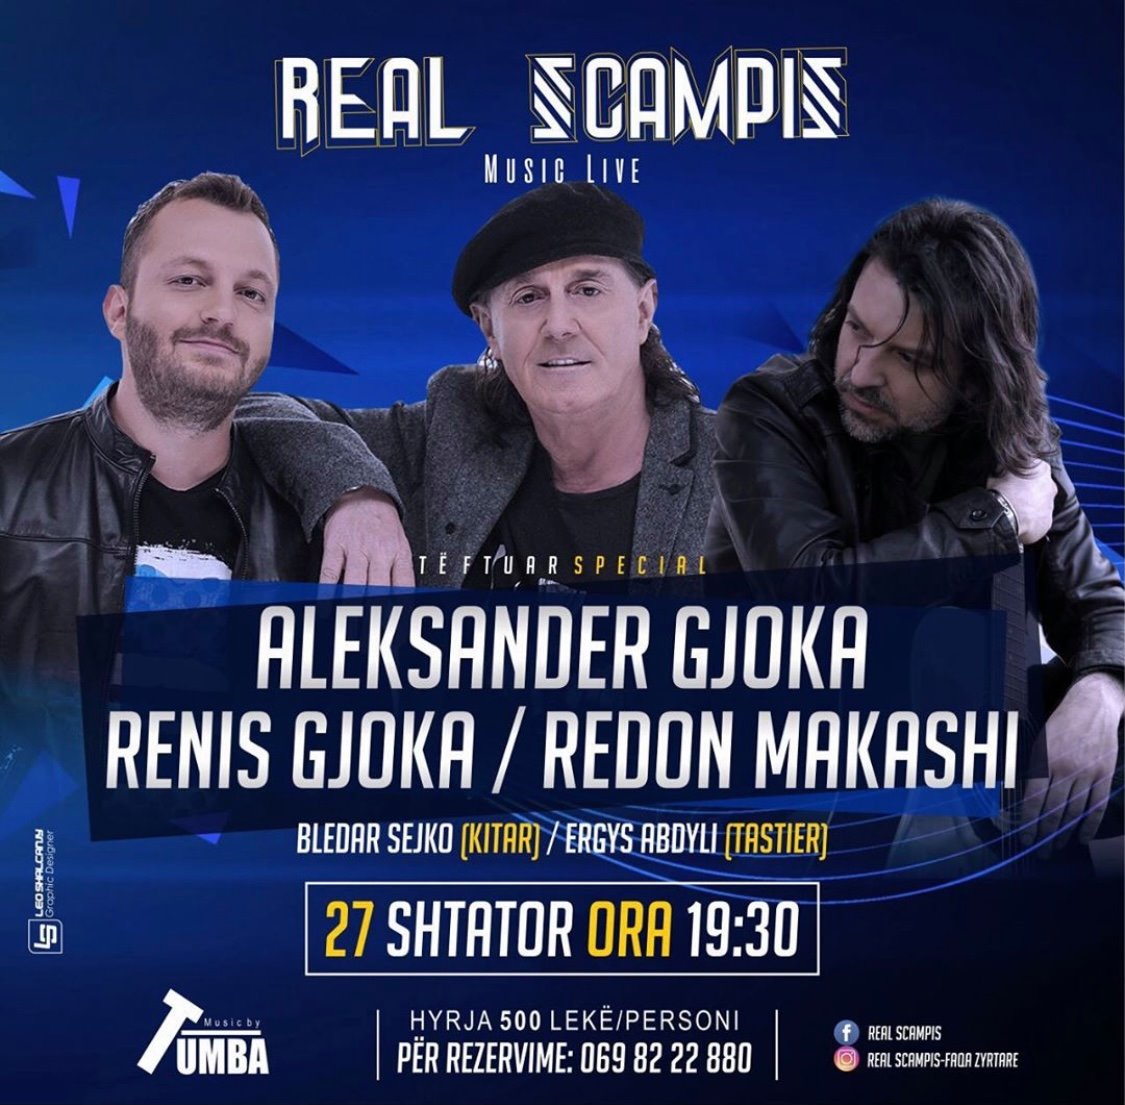 REAL SCAMPIS
MUSIC LIVE
TË FTUAR SPECIAL
ALEKSANDER GJOKA
RENIS GJOKA / REDON MAKASHI
BLEDAR SEJKO (KITAR) / ERGYS ABDYLI (TASTIER)
27 SHTATOR ORA 19:30
LEO SHALCANJY
Graphic Designer
Music by
TUMBA
HYRJA 500 LEKË/PERSONI
PËR REZERVIME: 069 82 22 880
REAL SCAMPIS
REAL SCAMPIS-FAQA ZYRTARE